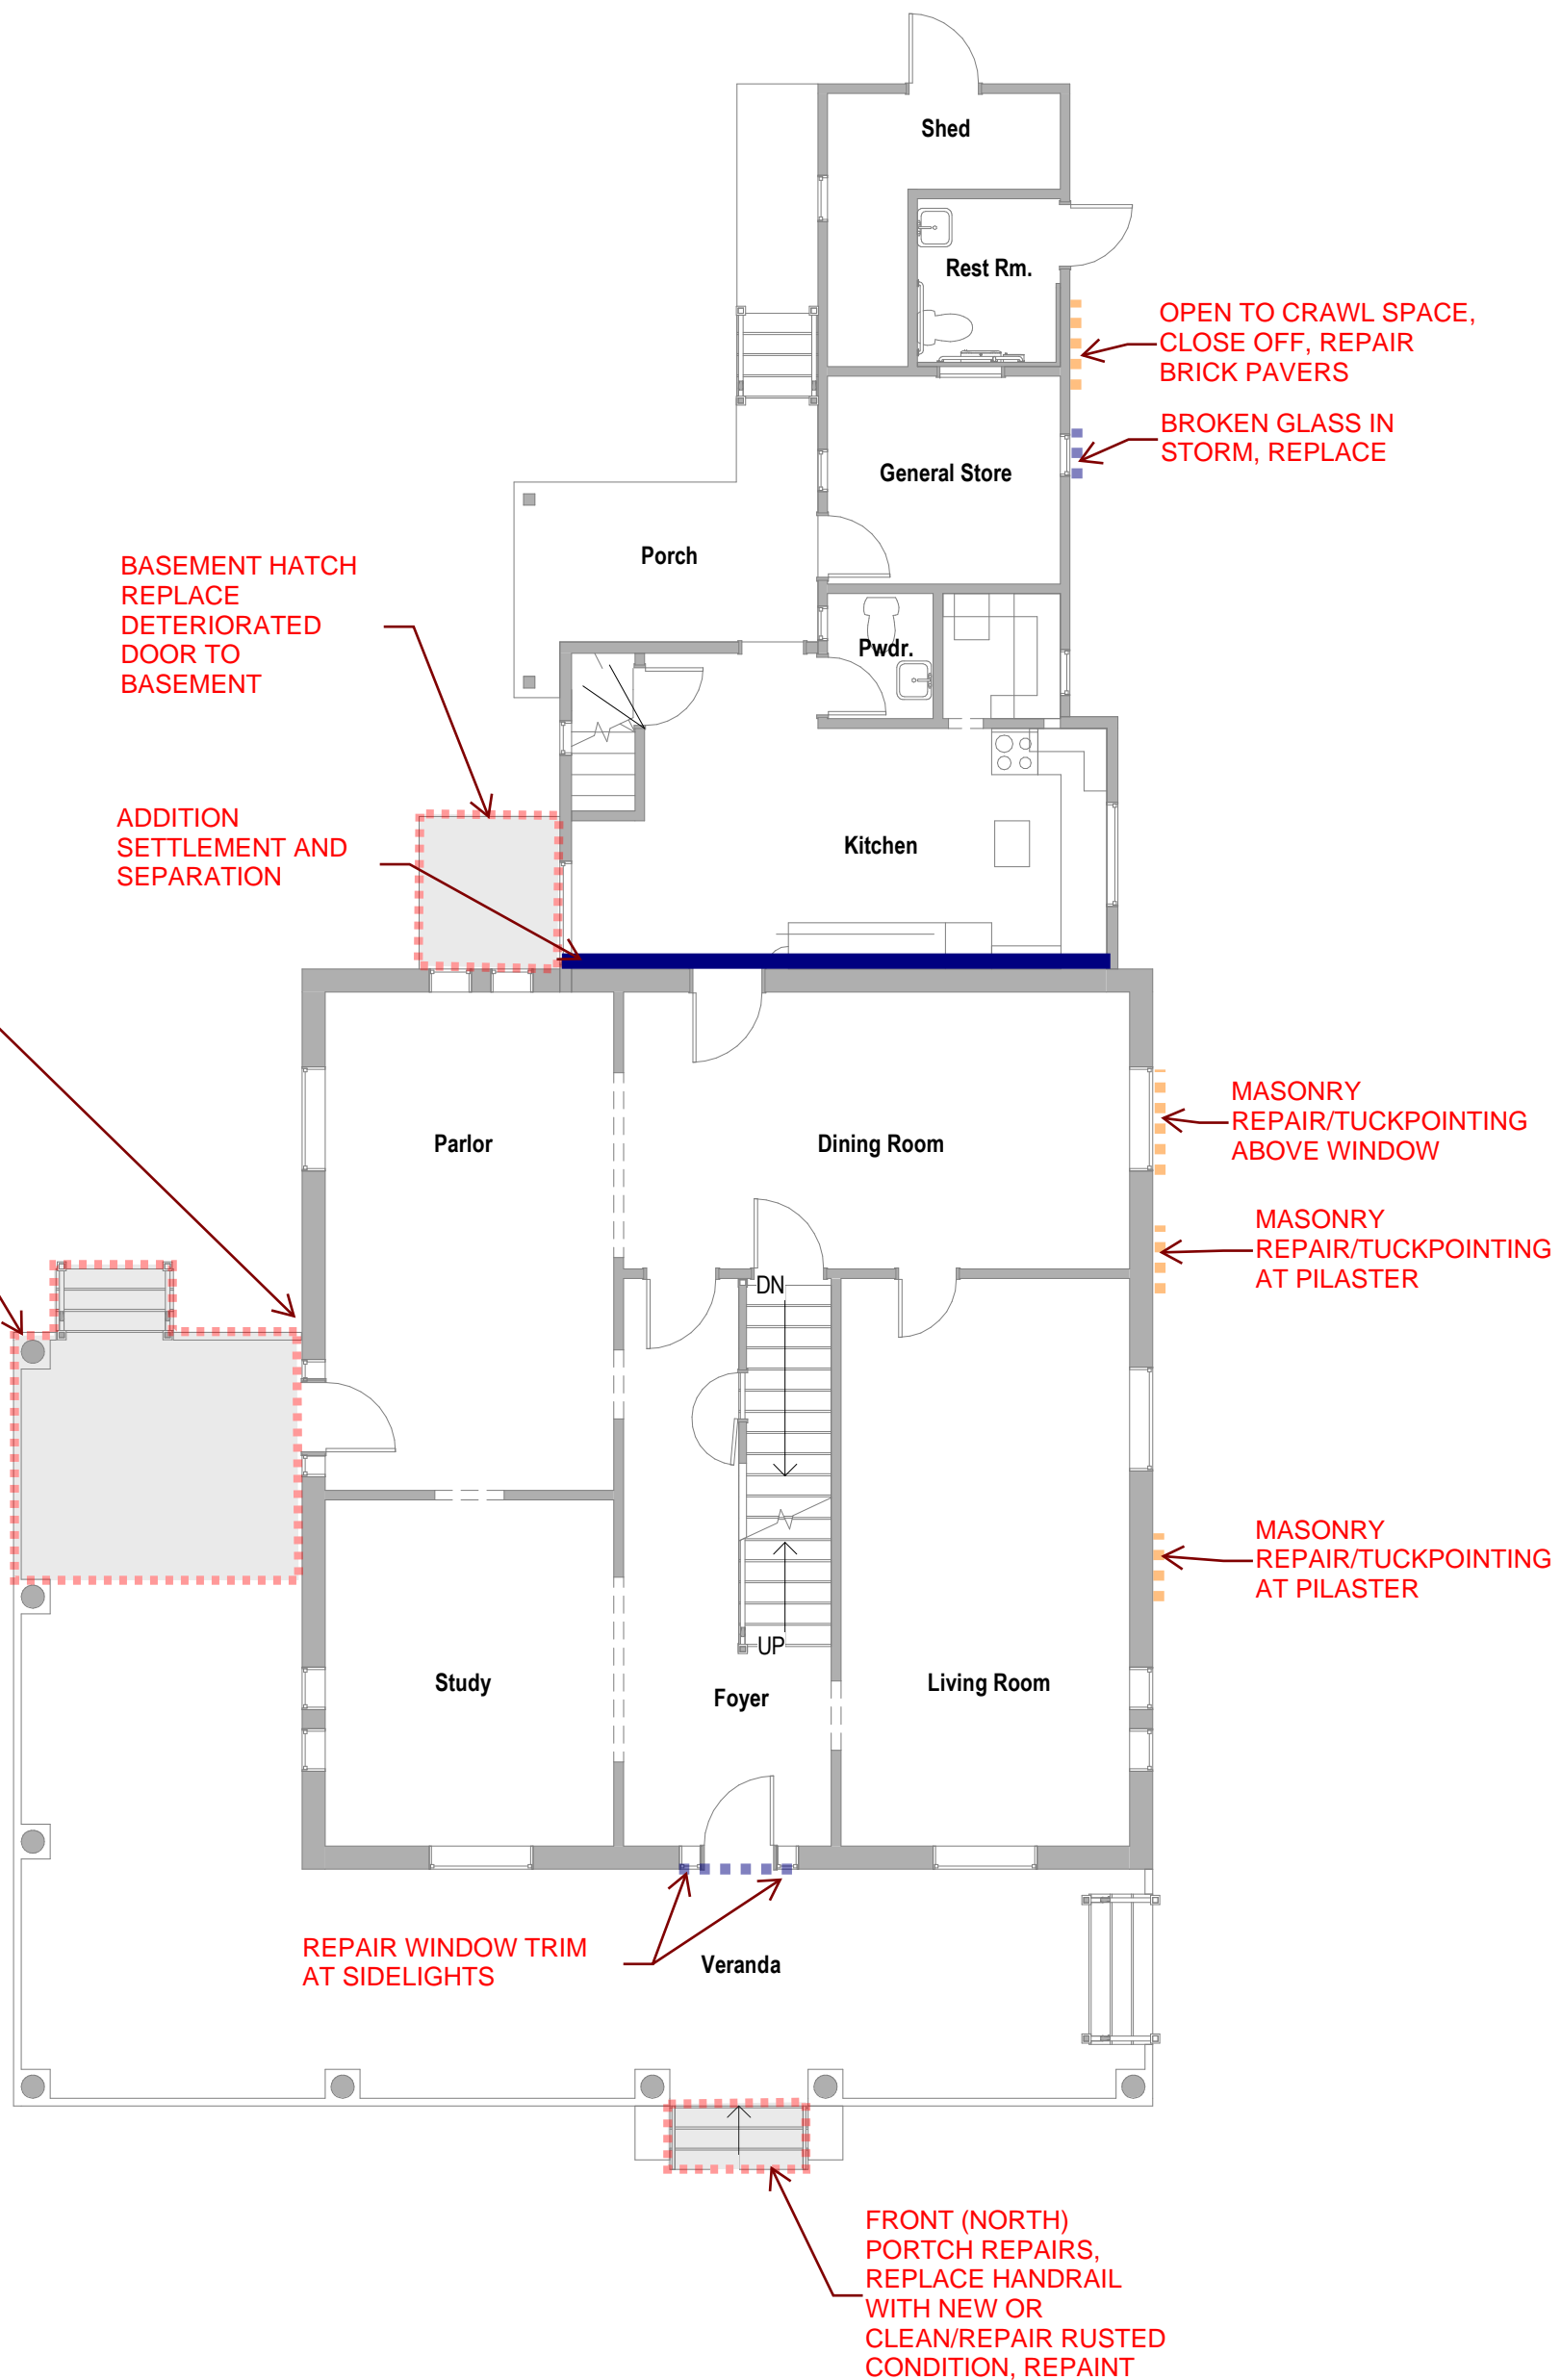 Shed
Rest Rm.
OPEN TO CRAWL SPACE,
CLOSE OFF, REPAIR
BRICK PAVERS
BROKEN GLASS IN
STORM, REPLACE
General Store
Porch
BASEMENT HATCH
REPLACE
DETERIORATED
DOOR TO
BASEMENT
Pwdr.
ADDITION
SETTLEMENT AND
SEPARATION
Kitchen
MASONRY
REPAIR/TUCKPOINTING
ABOVE WINDOW
Parlor
Dining Room
MASONRY
REPAIR/TUCKPOINTING
AT PILASTER
DN
MASONRY
REPAIR/TUCKPOINTING
AT PILASTER
UP
Study
Foyer
Living Room
REPAIR WINDOW TRIM
AT SIDELIGHTS
Veranda
FRONT (NORTH)
PORTCH REPAIRS,
REPLACE HANDRAIL
WITH NEW OR
CLEAN/REPAIR RUSTED
CONDITION, REPAINT